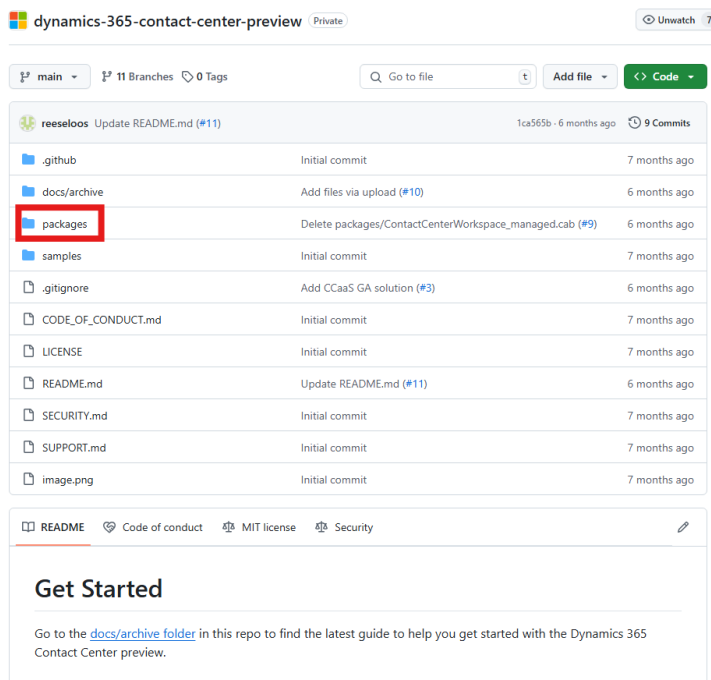 dynamics-365-contact-center-preview Private Unwatch 7
main 11 Branches 0 Tags Go to file t Add file Code
reeseloos Update README.md (#11) 1ca565b · 6 months ago 9 Commits
.github Initial commit 7 months ago
docs/archive Add files via upload (#10) 6 months ago
packages Delete packages/ContactCenterWorkspace_managed.cab (#9) 6 months ago
samples Initial commit 7 months ago
.gitignore Add CCaaS GA solution (#3) 6 months ago
CODE_OF_CONDUCT.md Initial commit 7 months ago
LICENSE Initial commit 7 months ago
README.md Update README.md (#11) 6 months ago
SECURITY.md Initial commit 7 months ago
SUPPORT.md Initial commit 7 months ago
image.png Initial commit 7 months ago
README Code of conduct MIT license Security
Get Started
Go to the docs/archive folder in this repo to find the latest guide to help you get started with the Dynamics 365
Contact Center preview.